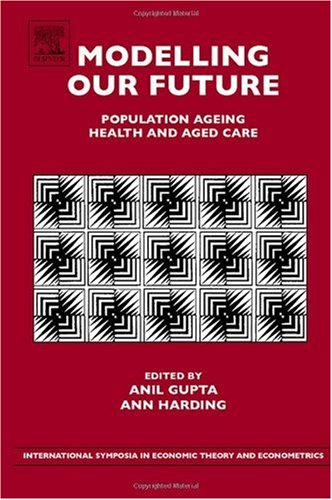 ELSEVIER
MODELLING
OUR FUTURE
POPULATION AGEING
HEALTH AND AGED CARE
EDITED BY
ANIL GUPTA
ANN HARDING
INTERNATIONAL SYMPOSIA IN ECONOMIC THEORY AND ECONOMETRICS